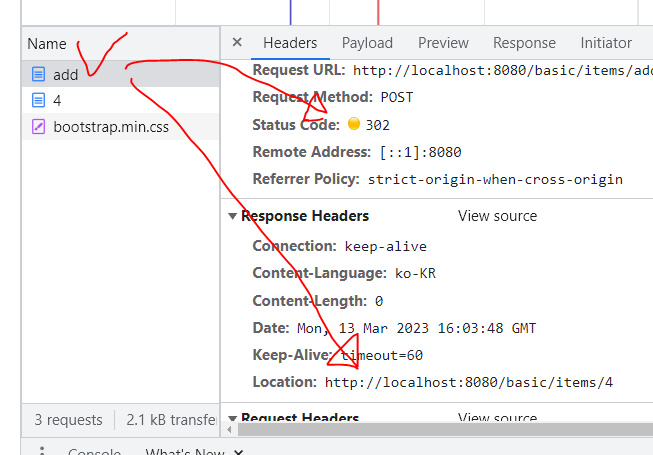 Name
add
4
bootstrap.min.css
3 requests
2.1 kB transfe
Headers
Payload
Preview
Response
Initiator
Request URL: http://localhost:8080/basic/items/add
Request Method: POST
Status Code: 302
Remote Address: [::1]:8080
Referrer Policy: strict-origin-when-cross-origin
Response Headers
View source
Connection: keep-alive
Content-Language: ko-KR
Content-Length: 0
Date: Mon, 13 Mar 2023 16:03:48 GMT
Keep-Alive: timeout=60
Location: http://localhost:8080/basic/items/4
Request Headers
View source
Console
What's New